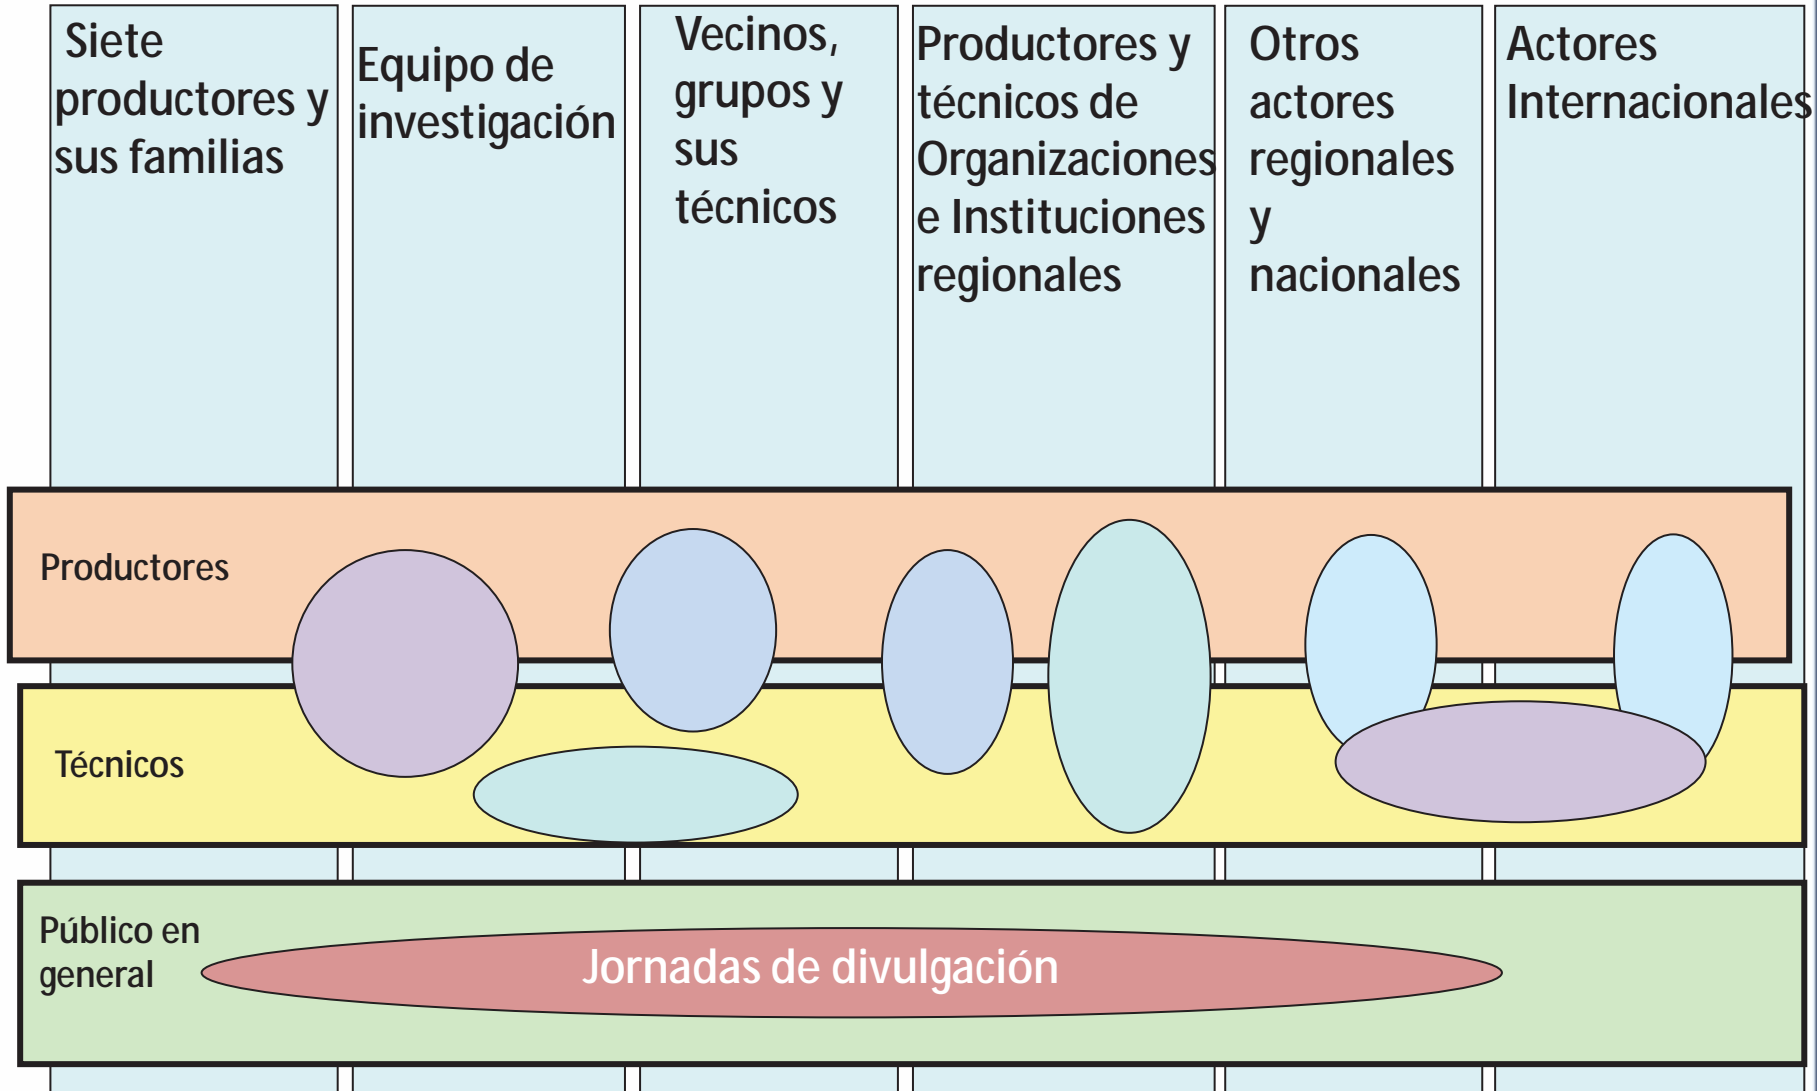 Siete
productores y
sus familias
Equipo de
investigación
Vecinos,
grupos y
sus
técnicos
Productores y
técnicos de
Organizaciones
e Instituciones
regionales
Otros
actores
regionales
y
nacionales
Actores
Internacionales
Productores
Técnicos
Público en
general
Jornadas de divulgación